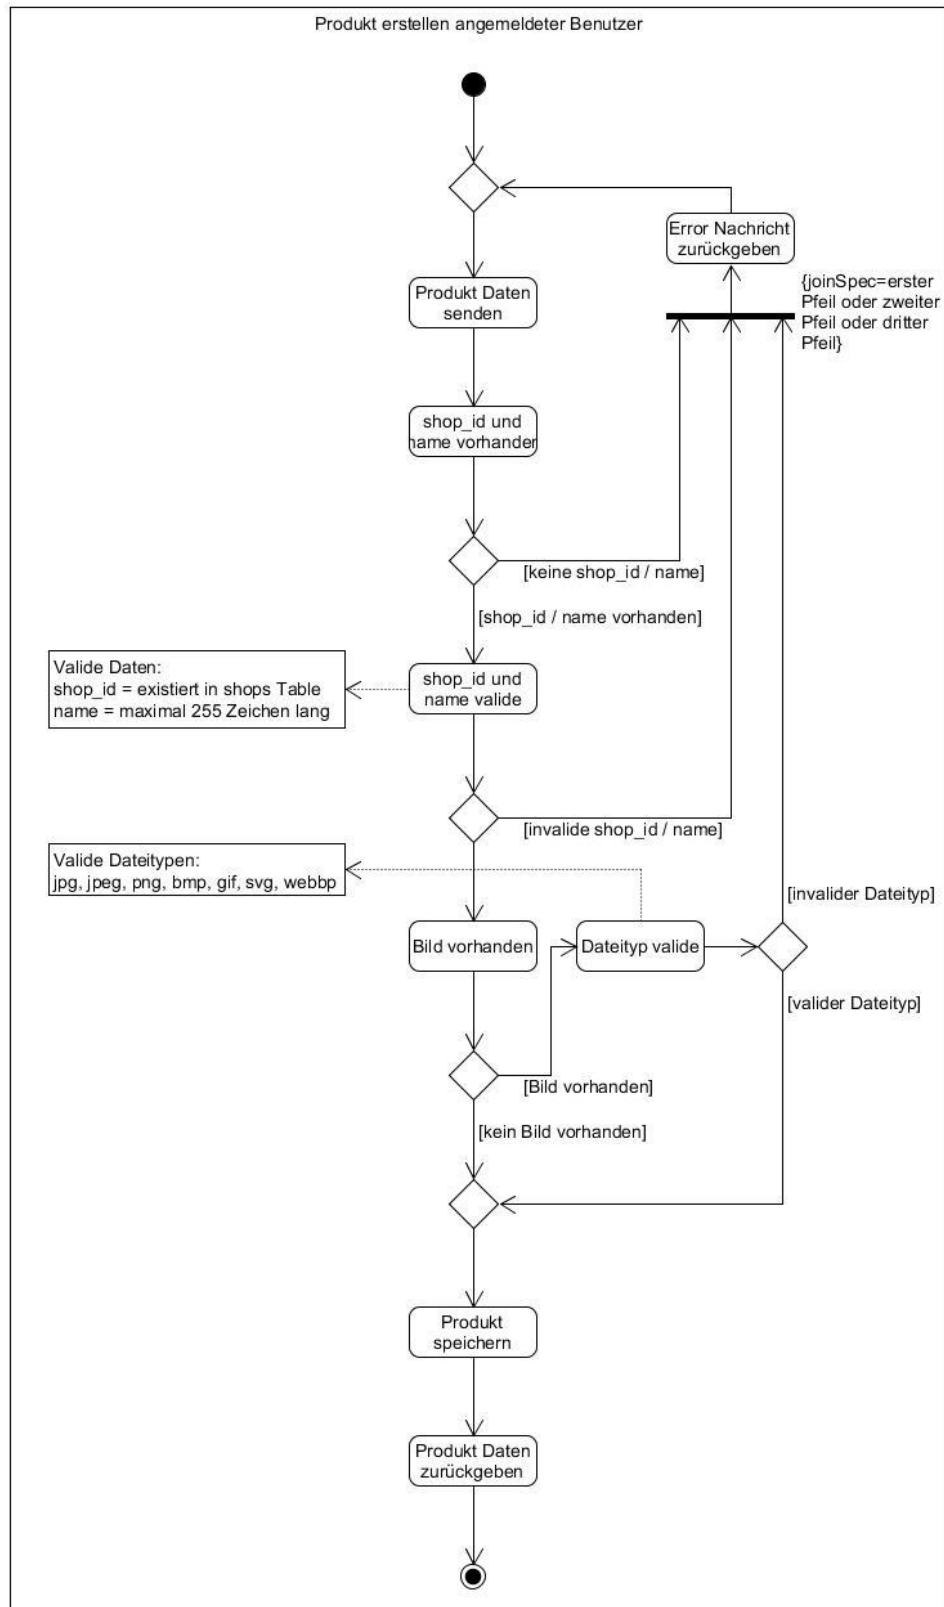 Produkt erstellen angemeldeter Benutzer
Error Nachricht
zurückgeben
{joinSpec=erster
Pfeil oder zweiter
Pfeil oder dritter
Pfeil}
Produkt Daten
senden
shop_id und
name vorhanden
[keine shop_id / name]
[shop_id / name vorhanden]
Valide Daten:
shop_id = existiert in shops Table
name = maximal 255 Zeichen lang
shop_id und
name valide
[invalide shop_id / name]
Valide Dateitypen:
jpg, jpeg, png, bmp, gif, svg, webbp
[invalider Dateityp]
Bild vorhanden
Dateityp valide
[valider Dateityp]
[Bild vorhanden]
[kein Bild vorhanden]
Produkt
speichern
Produkt Daten
zurückgeben